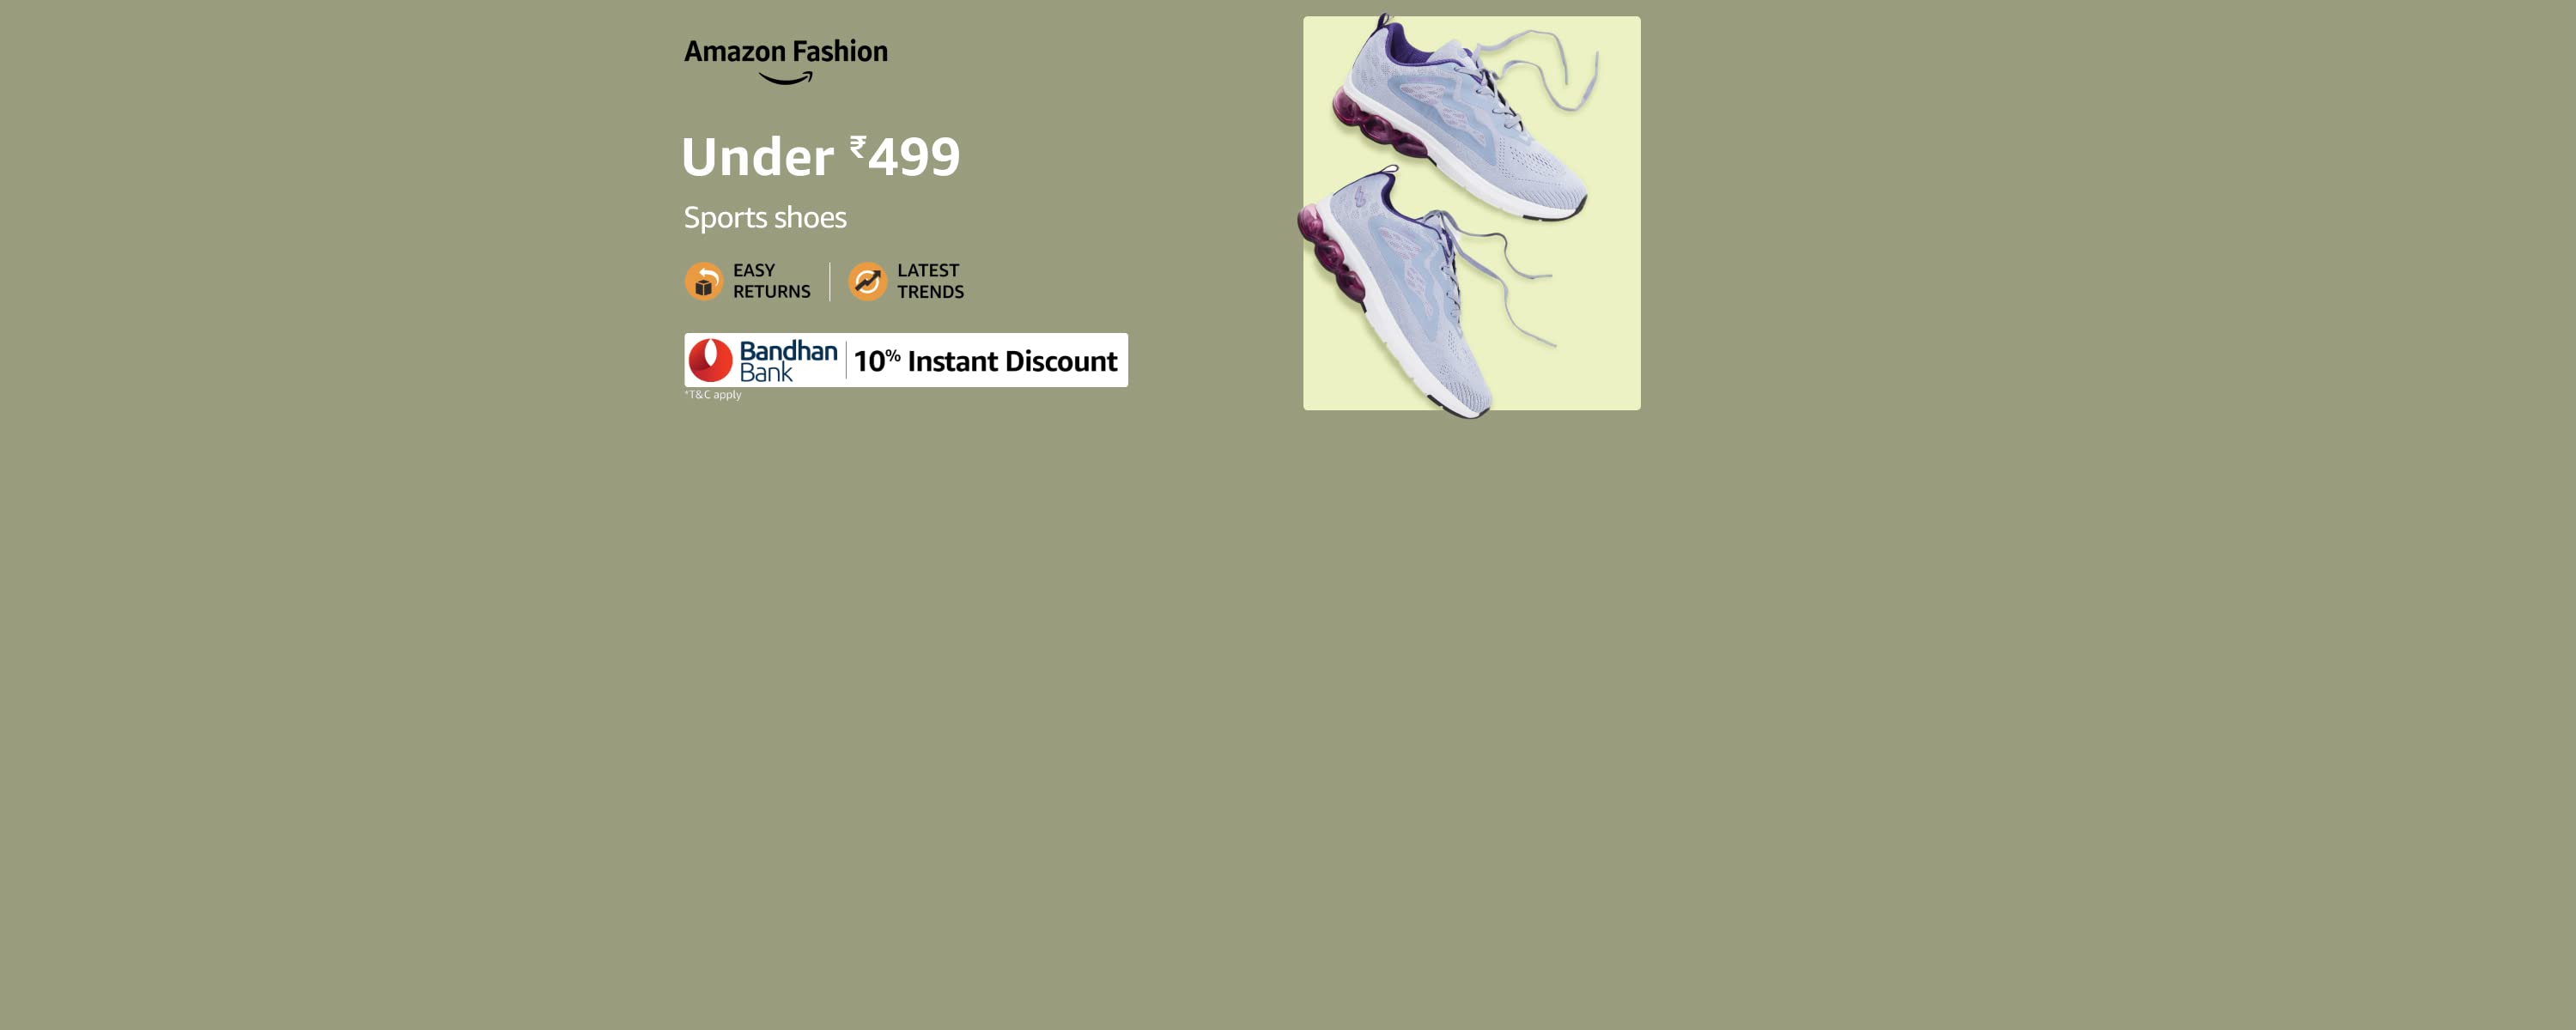 Amazon Fashion
Under ₹499
Sports shoes
EASY
RETURNS
LATEST
TRENDS
Bandhan
Bank
10% Instant Discount
*T&C apply